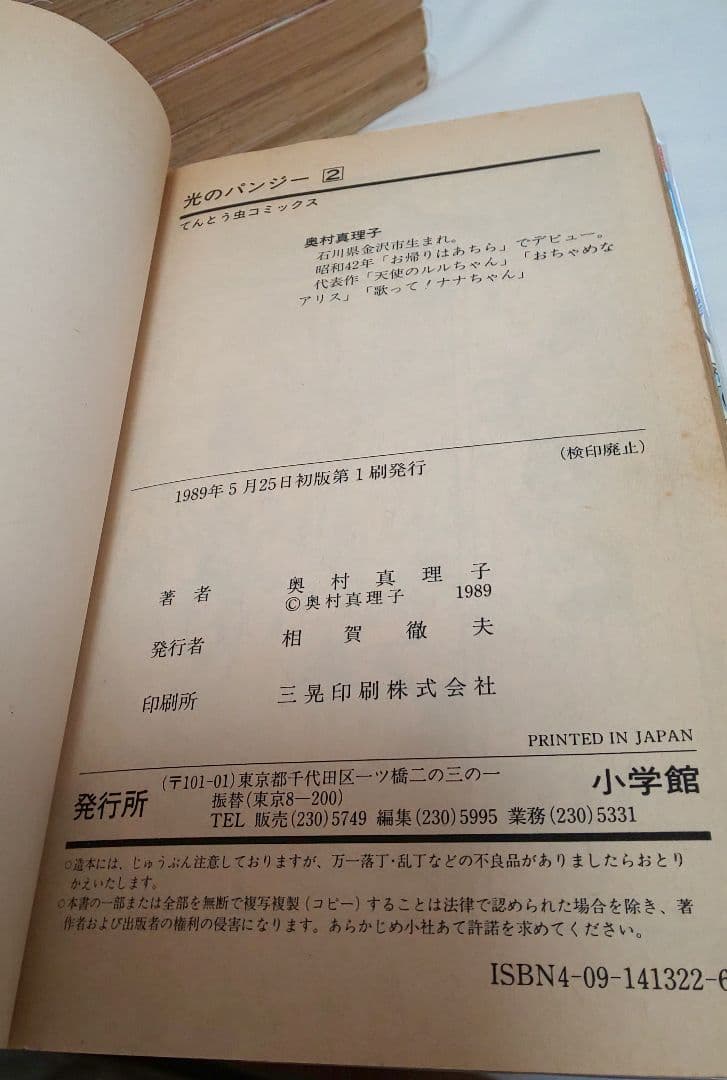 光のパンジー 2
てんとう虫コミックス
奥村真理子
石川県金沢市生まれ。
昭和42年「お帰りはあちら」でデビュー。
代表作「天使のルルちゃん」「おちゃめな
アリス」「歌って!ナナちゃん」
1989年5月25日初版第1刷発行
(検印廃止)
著者 奥村真理子
©奥村真理子 1989
発行者 相賀徹夫
印刷所 三晃印刷株式会社
PRINTED IN JAPAN
発行所 (〒101-01)東京都千代田区一ツ橋二の三の一 小学館
振替(東京8—200)
TEL 販売(230)5749 編集(230)5995 業務(230)5331
○造本には、じゅうぶん注意しておりますが、万一落丁・乱丁などの不良品がありましたらおとり
かえいたします。
○本書の一部または全部を無断で複写複製(コピー)することは法律で認められた場合を除き、著
作者および出版者の権利の侵害になります。あらかじめ小社あて許諾を求めてください。
ISBN4-09-141322-6